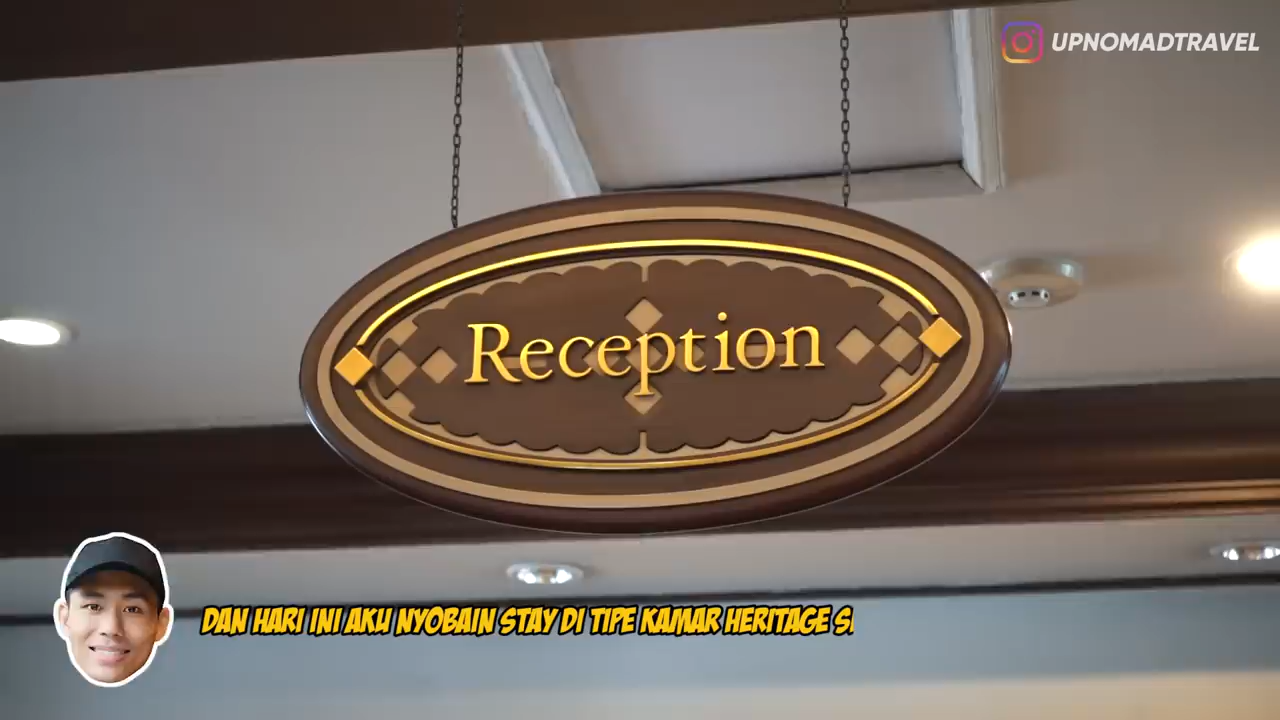 UPNOMADTRAVEL
Reception
DAN HARI INI AKU NYOBAIN STAY DI TIPE KAMAR HERITAGE